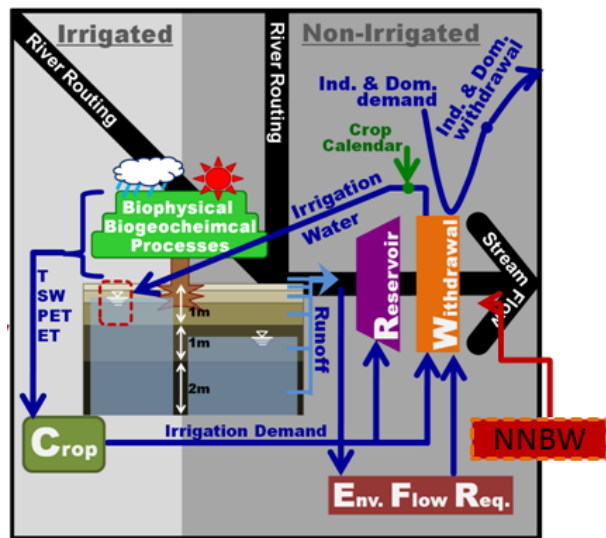 Irrigated
Non-Irrigated
River Routing
River Routing
Ind. & Dom.
demand
Ind. & Dom.
withdrawal
Crop
Calendar
Biophysical
Biogeocheimcal
Processes
Irrigation
Water
T
SW
PET
ET
1m
1m
2m
Runoff
Reservoir
Withdrawal
Stream Flow
Crop
Irrigation Demand
NNBW
Env. Flow Req.